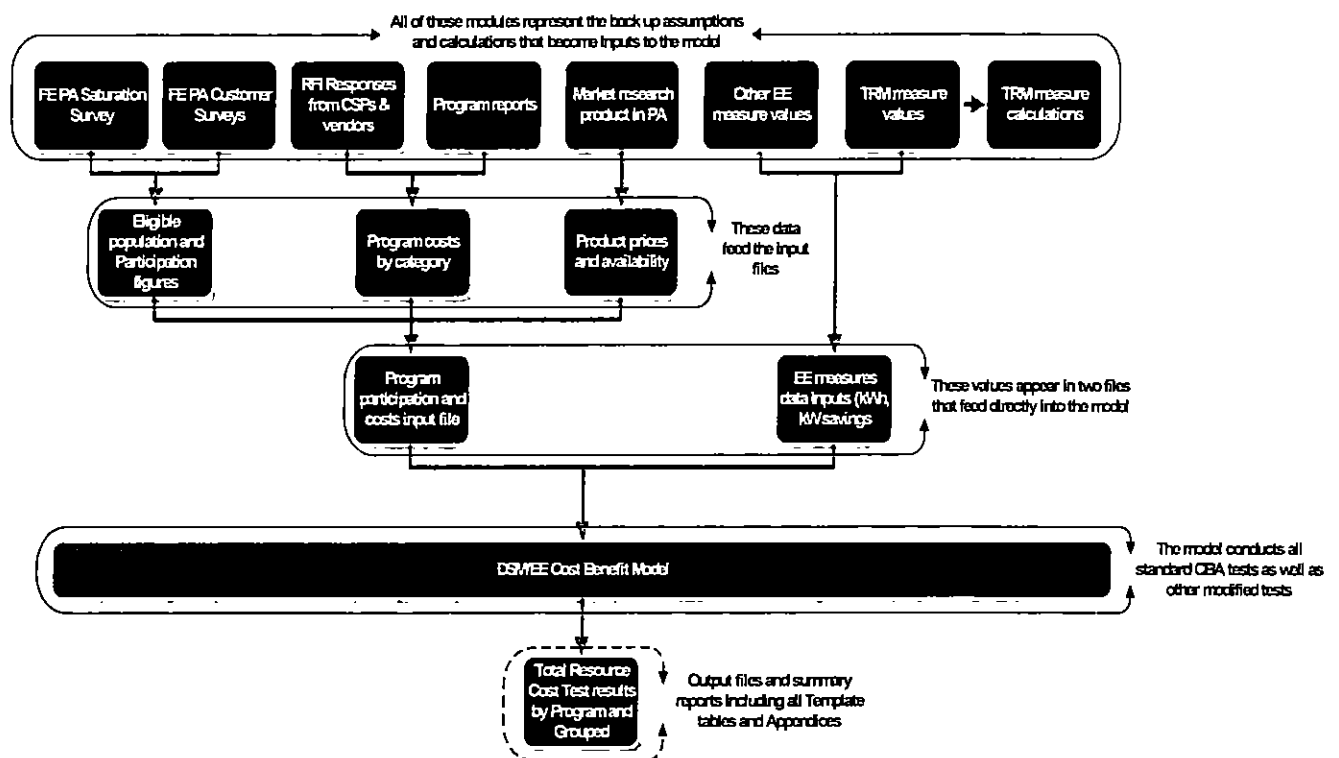 All of these modules represent the back up assumptions
and calculations that become inputs to the model
FE PA Saturation
Survey
FE PA Customer
Surveys
RFI Responses
from CSPs &
vendors
Program reports
Market research
product in PA
Other EE
measure values
TRM measure
values
TRM measure
calculations
Eligible
population and
Participation
figures
Program costs
by category
Product prices
and availability
These data
feed the input
files
Program
participation and
costs input file
EE measures
data inputs (kWh,
kW savings
These values appear in two files
that feed directly into the model
DSM/EE Cost Benefit Model
The model conducts all
standard CBA tests as well as
other modified tests
Total Resource
Cost Test results
by Program and
Grouped
Output files and summary
reports including all Template
tables and Appendices